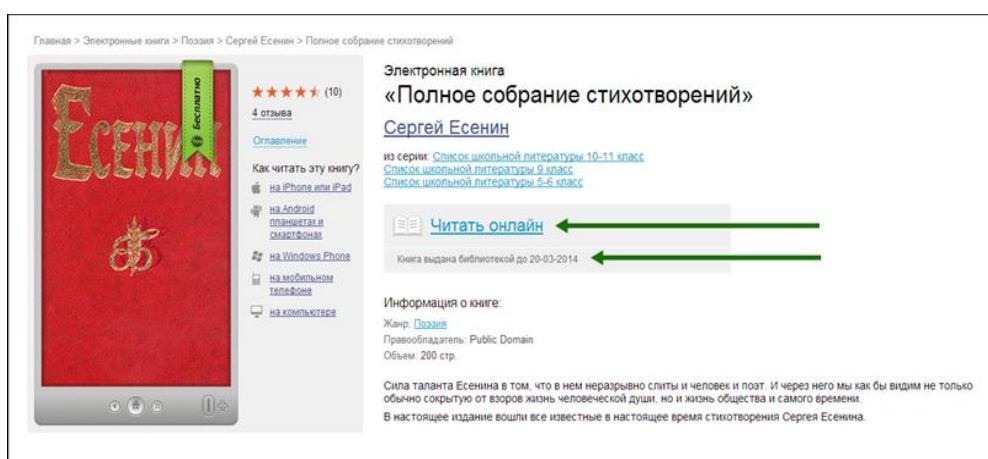 Главная > Электронные книги > Поэзия > Сергей Есенин > Полное собрание стихотворений
Есенин
Бесплатно
(10)
4 отзыва
Оглавление
Как читать эту книгу?
на iPhone или iPad
на Android
планшетах и
смартфонах
на Windows Phone
на мобильном
телефоне
на компьютере
Электронная книга
«Полное собрание стихотворений»
Сергей Есенин
из серии: Список школьной литературы 10-11 класс
Список школьной литературы 9 класс
Список школьной литературы 5-6 класс
Читать онлайн
Книга выдана библиотекой до 20-03-2014
Информация о книге:
Жанр: Поэзия
Правообладатель: Public Domain
Объем: 200 стр.
Сила таланта Есенина в том, что в нем неразрывно слиты и человек и поэт. И через него мы как бы видим не только
обычно сокрытую от взоров жизнь человеческой души, но и жизнь общества и самого времени.
В настоящее издание вошли все известные в настоящее время стихотворения Сергея Есенина.